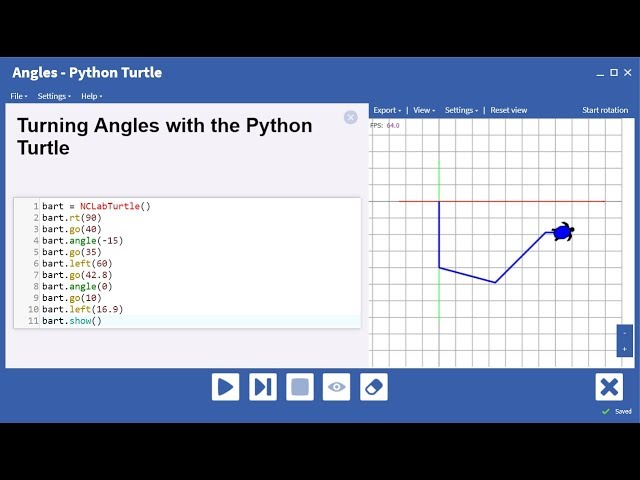 Angles - Python Turtle
File Settings Help
Export | View | Settings | Reset view Start rotation
Turning Angles with the Python
Turtle
FPS: 64.0
1 bart = NCLabTurtle()
2 bart.rt(90)
3 bart.go(40)
4 bart.angle(-15)
5 bart.go(35)
6 bart.left(60)
7 bart.go(42.8)
8 bart.angle(0)
9 bart.go(10)
10 bart.left(16.9)
11 bart.show()
-
+
Saved